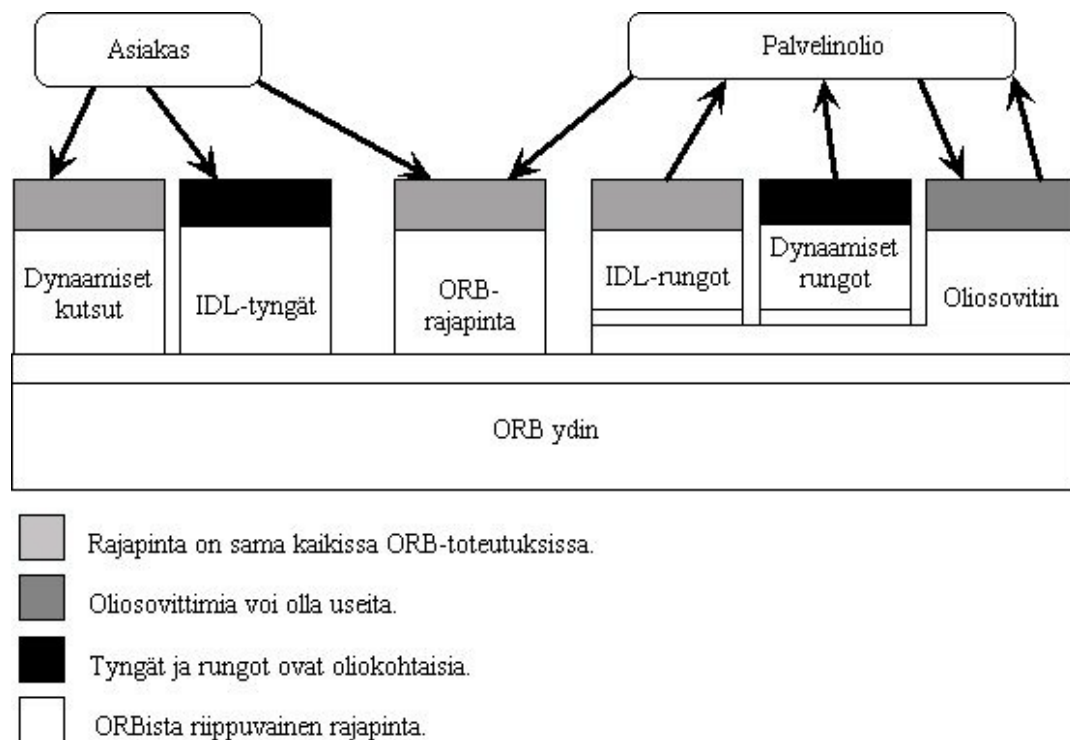 Asiakas
Palvelinolio
Dynaamiset
kutsut
IDL-tyngät
ORB-
rajapinta
IDL-rungot
Dynaamiset
rungot
Oliosovitin
ORB ydin
Rajapinta on sama kaikissa ORB-toteutuksissa.
Oliosovittimia voi olla useita.
Tyngät ja rungot ovat oliokohtaisia.
ORBista riippuvainen rajapinta.